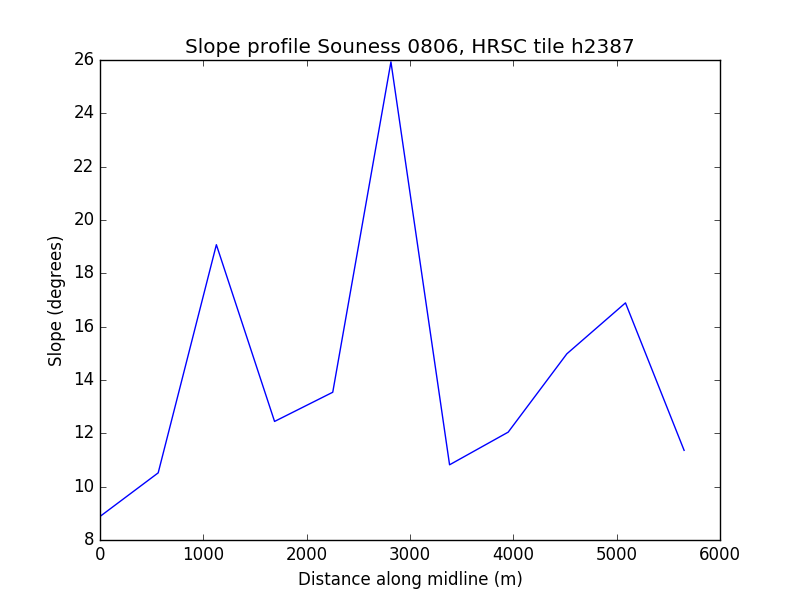 Slope profile Souness 0806, HRSC tile h2387
26
24
22
20
18
16
14
12
10
8
Slope (degrees)
0 1000 2000 3000 4000 5000 6000
Distance along midline (m)